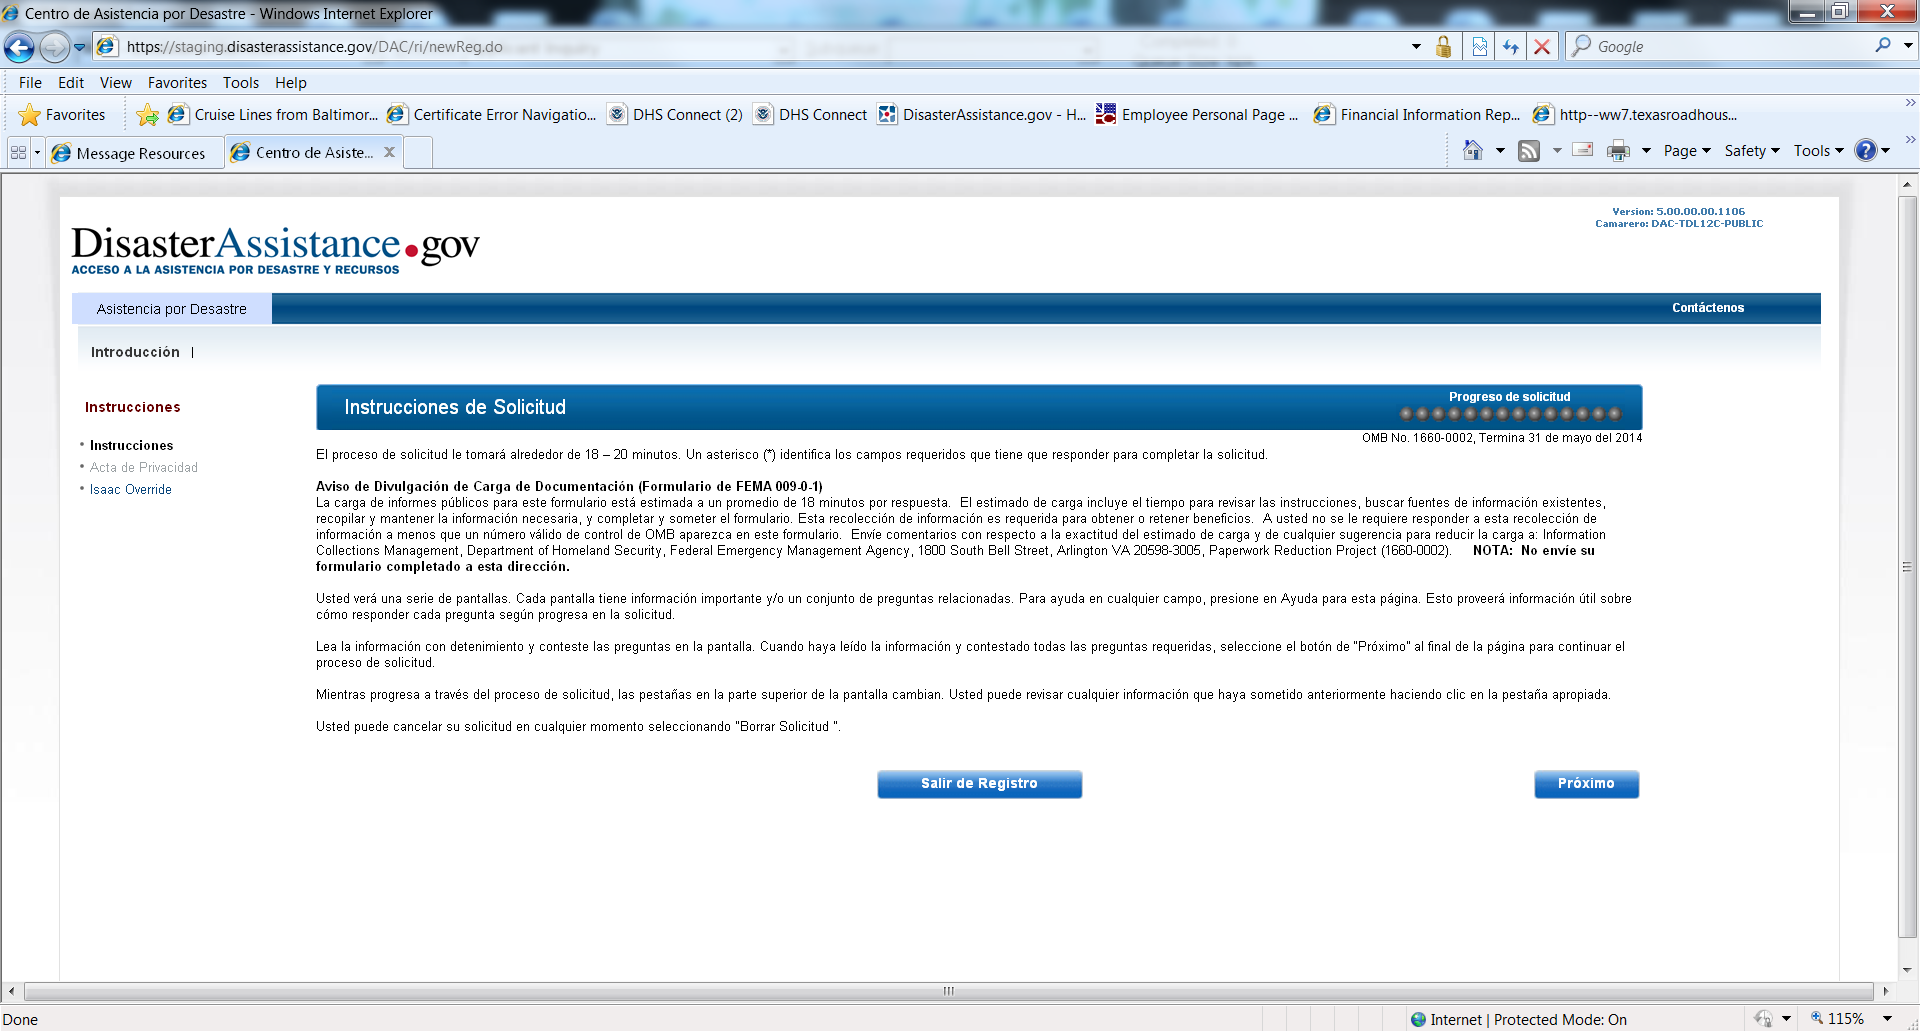 Centro de Asistencia por Desastre - Windows Internet Explorer
https://staging.disasterassistance.gov/DAC/ri/newReg.do
Google
File Edit View Favorites Tools Help
Favorites Cruise Lines from Baltimor... Certificate Error Navigatio... DHS Connect (2) DHS Connect DisasterAssistance.gov - H... Employee Personal Page ... Financial Information Rep... http--ww7.texasroadhous...
Message Resources Centro de Asiste... Page Safety Tools
Version: 5.00.00.00.1106
Camarero: DAC-TDL12C-PUBLIC
DisasterAssistance.gov
ACCESO A LA ASISTENCIA POR DESASTRE Y RECURSOS
Asistencia por Desastre Contáctenos
Introducción |
Instrucciones
Instrucciones
Acta de Privacidad
Isaac Override
Instrucciones de Solicitud
Progreso de solicitud
OMB No. 1660-0002, Termina 31 de mayo del 2014
El proceso de solicitud le tomará alrededor de 18 – 20 minutos. Un asterisco (*) identifica los campos requeridos que tiene que responder para completar la solicitud.
Aviso de Divulgación de Carga de Documentación (Formulario de FEMA 009-0-1)
La carga de informes públicos para este formulario está estimada a un promedio de 18 minutos por respuesta. El estimado de carga incluye el tiempo para revisar las instrucciones, buscar fuentes de información existentes,
recopilar y mantener la información necesaria, y completar y someter el formulario. Esta recolección de información es requerida para obtener o retener beneficios. A usted no se le requiere responder a esta recolección de
información a menos que un número válido de control de OMB aparezca en este formulario. Envíe comentarios con respecto a la exactitud del estimado de carga y de cualquier sugerencia para reducir la carga a: Information
Collections Management, Department of Homeland Security, Federal Emergency Management Agency, 1800 South Bell Street, Arlington VA 20598-3005, Paperwork Reduction Project (1660-0002). NOTA: No envíe su
formulario completado a esta dirección.
Usted verá una serie de pantallas. Cada pantalla tiene información importante y/o un conjunto de preguntas relacionadas. Para ayuda en cualquier campo, presione en Ayuda para esta página. Esto proveerá información útil sobre
cómo responder cada pregunta según progresa en la solicitud.
Lea la información con detenimiento y conteste las preguntas en la pantalla. Cuando haya leído la información y contestado todas las preguntas requeridas, seleccione el botón de "Próximo" al final de la página para continuar el
proceso de solicitud.
Mientras progresa a través del proceso de solicitud, las pestañas en la parte superior de la pantalla cambian. Usted puede revisar cualquier información que haya sometido anteriormente haciendo clic en la pestaña apropiada.
Usted puede cancelar su solicitud en cualquier momento seleccionando "Borrar Solicitud ".
Salir de Registro Próximo
Done Internet | Protected Mode: On 115%